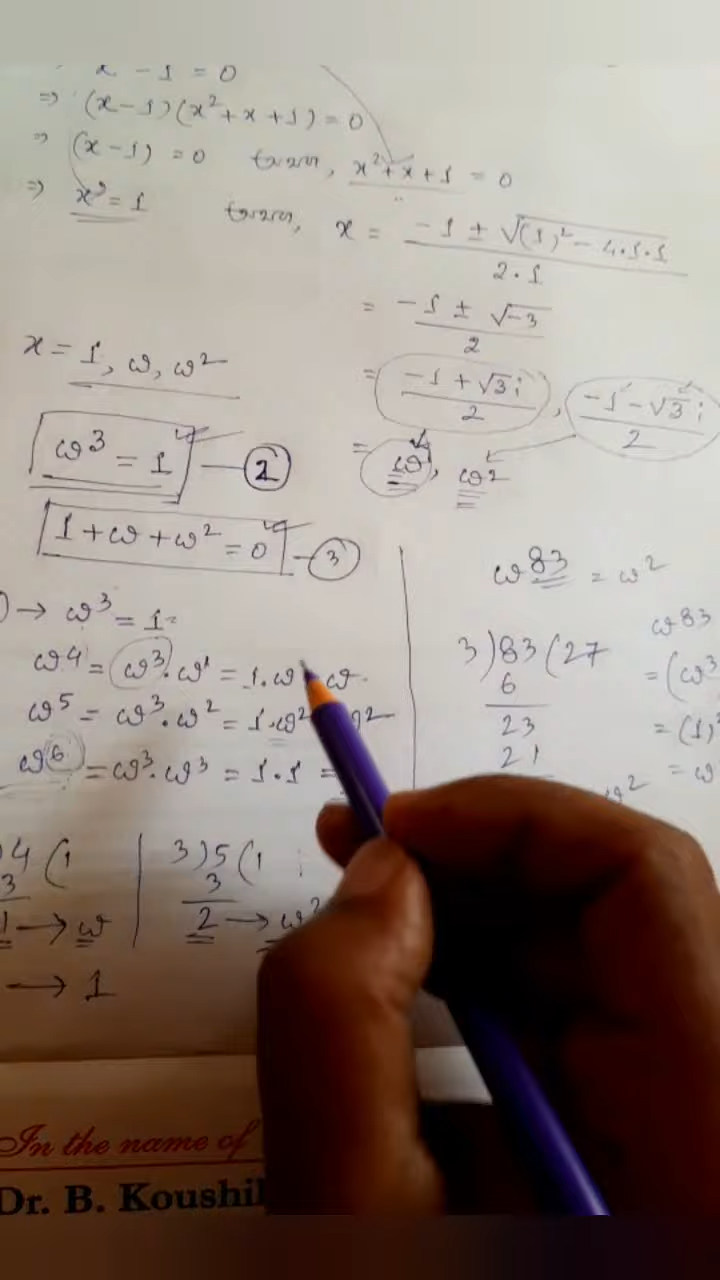 x - 1 = 0
⇒ (x-1)(x²+x+1) = 0
⇒ (x-1) = 0 x²+x+1 = 0
⇒ x = 1 x = (-1 ± √((1)² - 4.1.1)) / (2·1)
= (-1 ± √-3) / 2
x = 1, ω, ω²
= (-1 + √3 i) / 2 , (-1 - √3 i) / 2
= ω, ω²
ω³ = 1 — (2)
1 + ω + ω² = 0 — (3)
→ ω³ = 1
ω4 = ω³·ω¹ = 1.ω ω
ω5 = ω³·ω² = 1·ω²
ω6 = ω³·ω³ = 1·1 =
4 (1
3
1 → ω
3)5(1
3
2 → ω²
→ 1
ω83 = ω²
3)83(27
6
23
21
ω²
ω83
= (ω³
= (1)
= ω
In the name of
Dr. B. Koushi